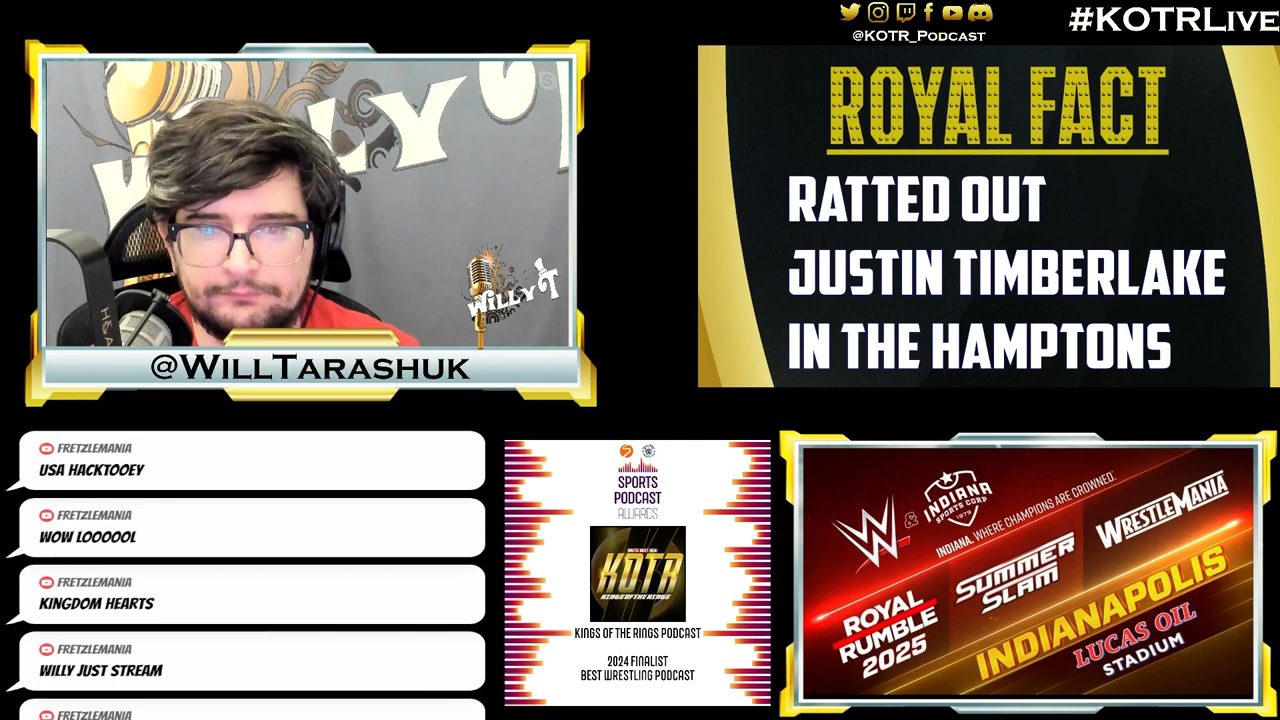 @KOTR_Podcast
#KOTRLive
ROYAL FACT
RATTED OUT
JUSTIN TIMBERLAKE
IN THE HAMPTONS
WILLY T
@WillTarashuk
FRETZLEMANIA
USA HACKTOOEY
FRETZLEMANIA
WOW LOOOOOL
FRETZLEMANIA
KINGDOM HEARTS
FRETZLEMANIA
WILLY JUST STREAM
FRETZLEMANIA
SPORTS
PODCAST
AWARDS
KOTR
KINGS OF THE RINGS
KINGS OF THE RINGS PODCAST
2024 FINALIST
BEST WRESTLING PODCAST
W & INDIANA
SPORTS CORP
1979
INDIANA. WHERE CHAMPIONS ARE CROWNED.
ROYAL
RUMBLE
2025
SUMMER
SLAM
WRESTLEMANIA
INDIANAPOLIS
LUCAS OIL
STADIUM